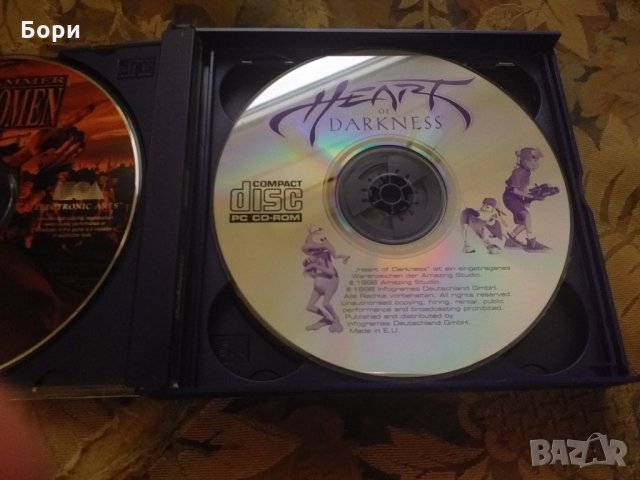 Бори
OMEN
ELECTRONIC ARTS™
HEART
OF
DARKNESS
COMPACT
disc
PC CD-ROM
„Heart of Darkness" ist ein eingetragenes
Warenzeichen der Amazing Studio.
© 1998 Amazing Studio.
© 1998 Infogrames Deutschland GmbH.
Alle Rechte vorbehalten. All rights reserved.
Unauthorised copying, hiring, rental, public
performance and broadcasting prohibited.
Published and distributed by
Infogrames Deutschland GmbH.
Made in E.U.
BAZAR
bg